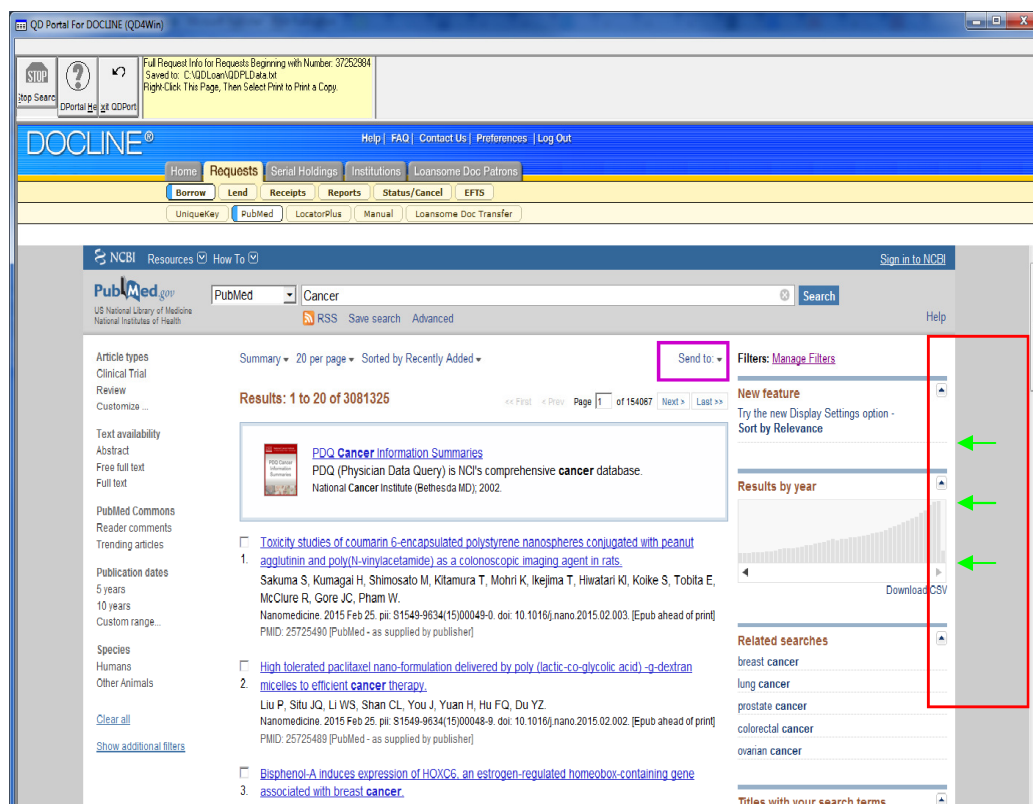 QD Portal For DOCLINE (QD4Win)
STOP
Stop Searc
DPortal He
xit QDPort
Full Request Info for Requests Beginning with Number: 37252984
Saved to: C:\QDLoan\QDPLData.txt
Right-Click This Page, Then Select Print to Print a Copy.
DOCLINE®
Help | FAQ | Contact Us | Preferences | Log Out
Home Requests Serial Holdings Institutions Loansome Doc Patrons
Borrow Lend Receipts Reports Status/Cancel EFTS
UniqueKey PubMed LocatorPlus Manual Loansome Doc Transfer
NCBI Resources How To Sign in to NCBI
PubMed.gov
US National Library of Medicine
National Institutes of Health
PubMed Cancer Search
RSS Save search Advanced Help
Article types
Clinical Trial
Review
Customize ...
Text availability
Abstract
Free full text
Full text
PubMed Commons
Reader comments
Trending articles
Publication dates
5 years
10 years
Custom range...
Species
Humans
Other Animals
Clear all
Show additional filters
Summary 20 per page Sorted by Recently Added Send to:
Results: 1 to 20 of 3081325
<< First < Prev Page 1 of 154067 Next > Last >>
PDQ Cancer Information Summaries
PDQ Cancer Information Summaries
PDQ (Physician Data Query) is NCI's comprehensive cancer database.
National Cancer Institute (Bethesda MD); 2002.
Toxicity studies of coumarin 6-encapsulated polystyrene nanospheres conjugated with peanut
1. agglutinin and poly(N-vinylacetamide) as a colonoscopic imaging agent in rats.
Sakuma S, Kumagai H, Shimosato M, Kitamura T, Mohri K, Ikejima T, Hiwatari KI, Koike S, Tobita E,
McClure R, Gore JC, Pham W.
Nanomedicine. 2015 Feb 25. pii: S1549-9634(15)00049-0. doi: 10.1016/j.nano.2015.02.003. [Epub ahead of print]
PMID: 25725490 [PubMed - as supplied by publisher]
High tolerated paclitaxel nano-formulation delivered by poly (lactic-co-glycolic acid) -g-dextran
2. micelles to efficient cancer therapy.
Liu P, Situ JQ, Li WS, Shan CL, You J, Yuan H, Hu FQ, Du YZ.
Nanomedicine. 2015 Feb 25. pii: S1549-9634(15)00048-9. doi: 10.1016/j.nano.2015.02.002. [Epub ahead of print]
PMID: 25725489 [PubMed - as supplied by publisher]
Bisphenol-A induces expression of HOXC6, an estrogen-regulated homeobox-containing gene
3. associated with breast cancer.
Filters: Manage Filters
New feature
Try the new Display Settings option -
Sort by Relevance
Results by year
Download CSV
Related searches
breast cancer
lung cancer
prostate cancer
colorectal cancer
ovarian cancer
Titles with your search terms